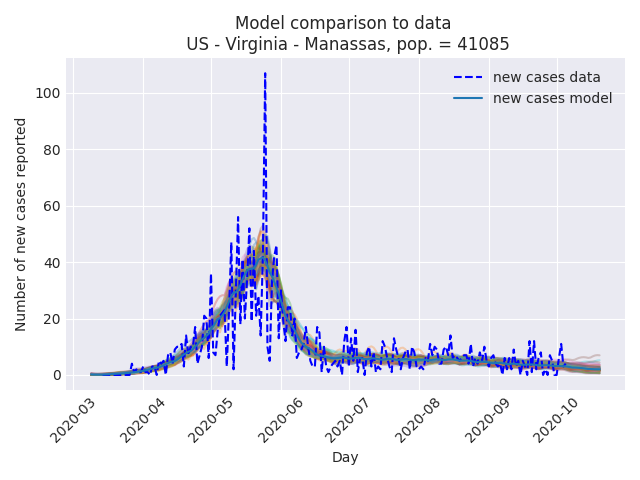 Model comparison to data
US - Virginia - Manassas, pop. = 41085
new cases data
new cases model
Number of new cases reported
100
80
60
40
20
0
2020-03
2020-04
2020-05
2020-06
2020-07
2020-08
2020-09
2020-10
Day